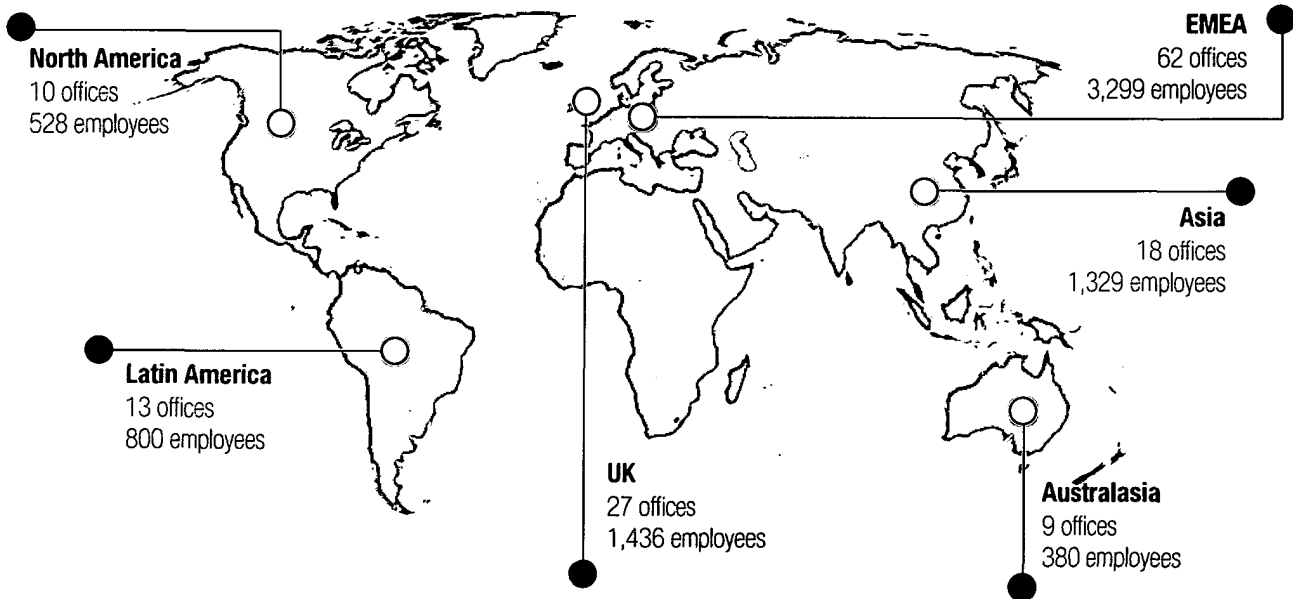 North America
10 offices
528 employees
EMEA
62 offices
3,299 employees
Asia
18 offices
1,329 employees
Latin America
13 offices
800 employees
UK
27 offices
1,436 employees
Australasia
9 offices
380 employees